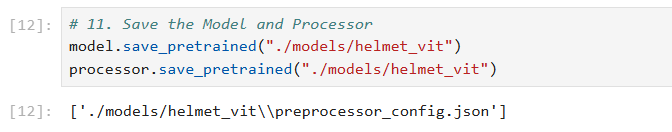 [12]: # 11. Save the Model and Processor
model.save_pretrained("./models/helmet_vit")
processor.save_pretrained("./models/helmet_vit")
[12]: ['./models/helmet_vit\\preprocessor_config.json']